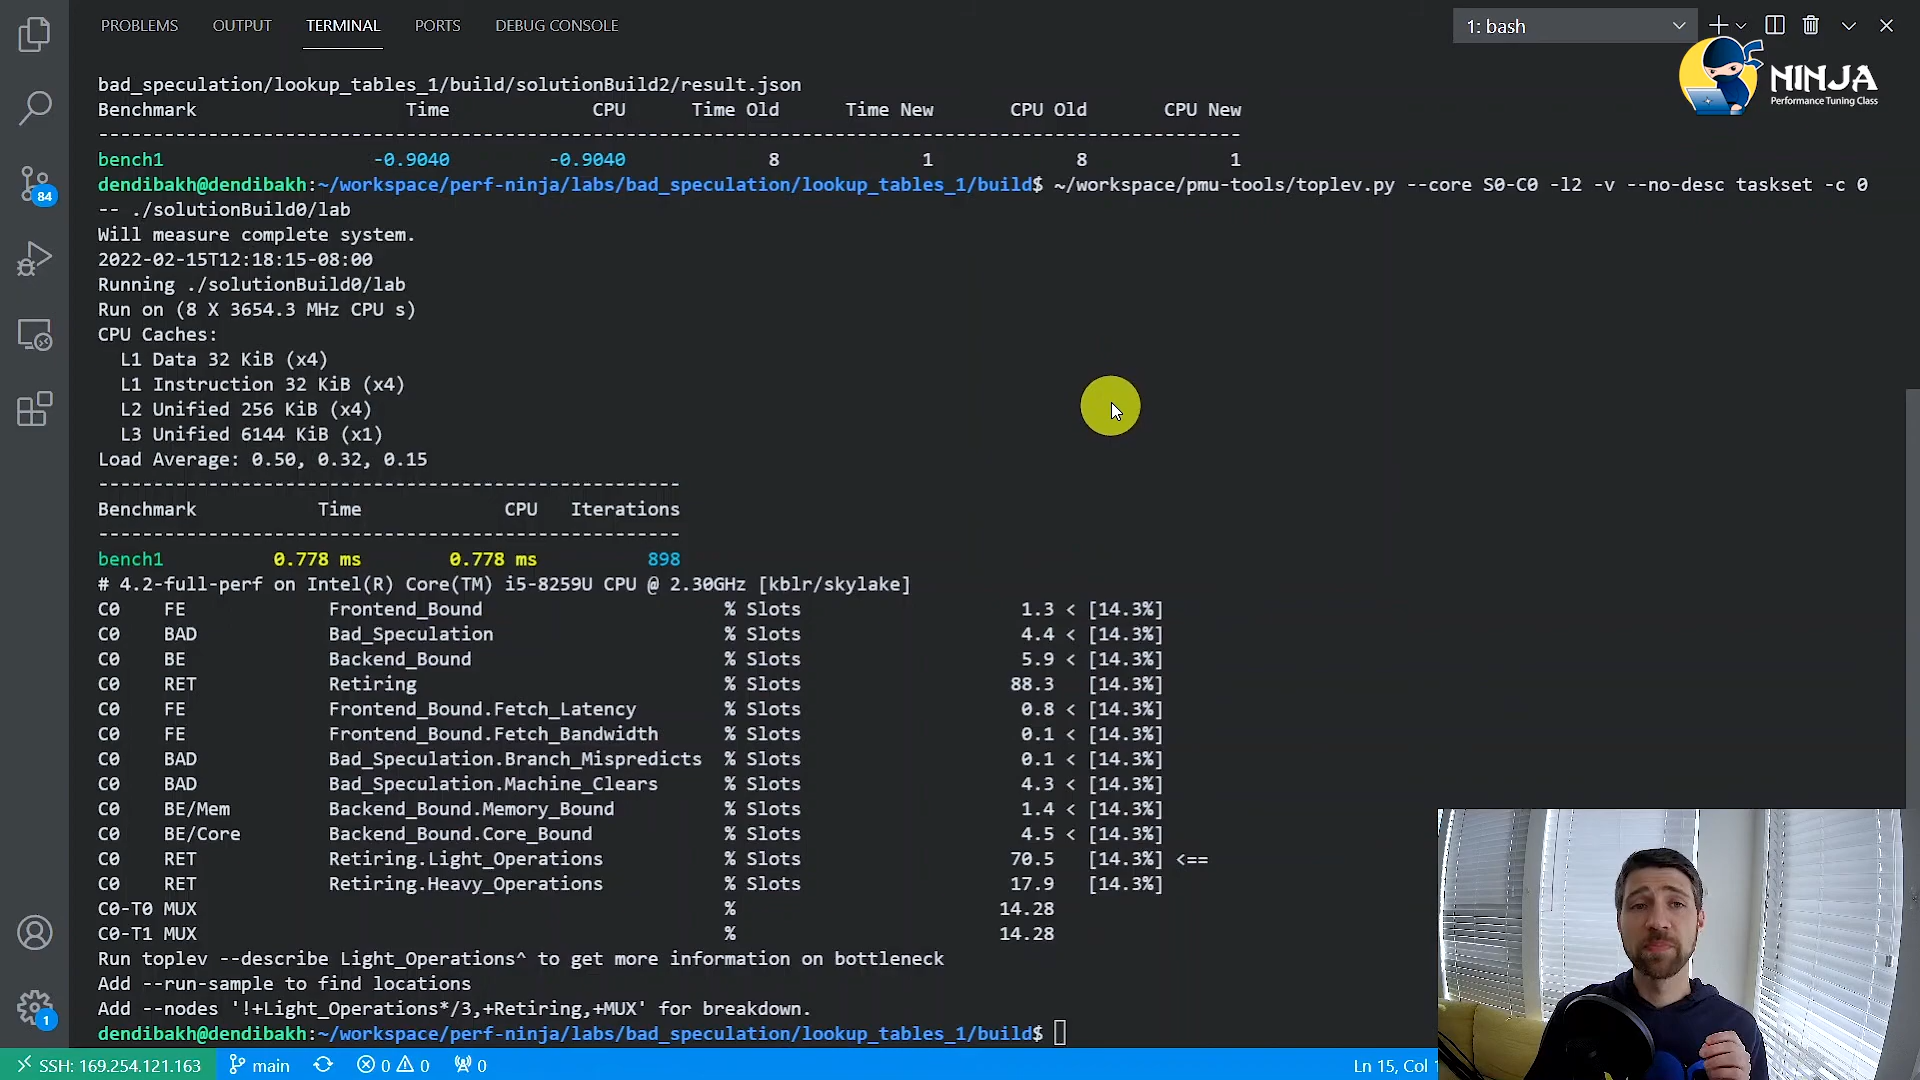 PROBLEMS OUTPUT TERMINAL PORTS DEBUG CONSOLE 1: bash
NINJA
Performance Tuning Class
bad_speculation/lookup_tables_1/build/solutionBuild2/result.json
Benchmark Time CPU Time Old Time New CPU Old CPU New
--------------------------------------------------------------------------------------------------------
bench1 -0.9040 -0.9040 8 1 8 1
dendibakh@dendibakh:~/workspace/perf-ninja/labs/bad_speculation/lookup_tables_1/build$ ~/workspace/pmu-tools/toplev.py --core S0-C0 -l2 -v --no-desc taskset -c 0
-- ./solutionBuild0/lab
Will measure complete system.
2022-02-15T12:18:15-08:00
Running ./solutionBuild0/lab
Run on (8 X 3654.3 MHz CPU s)
CPU Caches:
L1 Data 32 KiB (x4)
L1 Instruction 32 KiB (x4)
L2 Unified 256 KiB (x4)
L3 Unified 6144 KiB (x1)
Load Average: 0.50, 0.32, 0.15
-----------------------------------------------------
Benchmark Time CPU Iterations
-----------------------------------------------------
bench1 0.778 ms 0.778 ms 898
# 4.2-full-perf on Intel(R) Core(TM) i5-8259U CPU @ 2.30GHz [kblr/skylake]
C0 FE Frontend_Bound % Slots 1.3 < [14.3%]
C0 BAD Bad_Speculation % Slots 4.4 < [14.3%]
C0 BE Backend_Bound % Slots 5.9 < [14.3%]
C0 RET Retiring % Slots 88.3 [14.3%]
C0 FE Frontend_Bound.Fetch_Latency % Slots 0.8 < [14.3%]
C0 FE Frontend_Bound.Fetch_Bandwidth % Slots 0.1 < [14.3%]
C0 BAD Bad_Speculation.Branch_Mispredicts % Slots 0.1 < [14.3%]
C0 BAD Bad_Speculation.Machine_Clears % Slots 4.3 < [14.3%]
C0 BE/Mem Backend_Bound.Memory_Bound % Slots 1.4 < [14.3%]
C0 BE/Core Backend_Bound.Core_Bound % Slots 4.5 < [14.3%]
C0 RET Retiring.Light_Operations % Slots 70.5 [14.3%] <==
C0 RET Retiring.Heavy_Operations % Slots 17.9 [14.3%]
C0-T0 MUX % 14.28
C0-T1 MUX % 14.28
Run toplev --describe Light_Operations^ to get more information on bottleneck
Add --run-sample to find locations
Add --nodes '!+Light_Operations*/3,+Retiring,+MUX' for breakdown.
dendibakh@dendibakh:~/workspace/perf-ninja/labs/bad_speculation/lookup_tables_1/build$
84
1
SSH: 169.254.121.163 main 0 0 0 Ln 15, Col